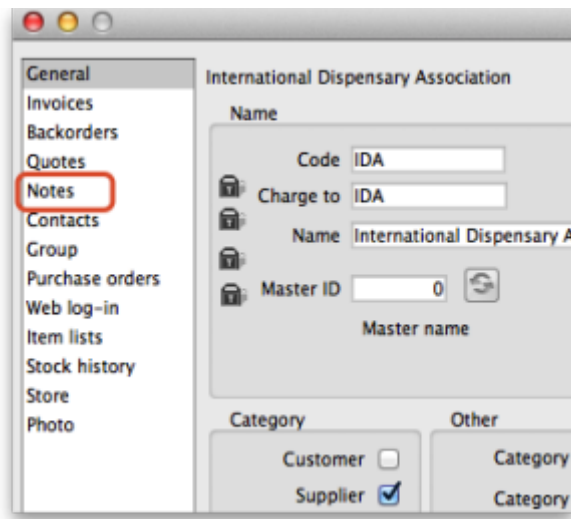 General
Invoices
Backorders
Quotes
Notes
Contacts
Group
Purchase orders
Web log-in
Item lists
Stock history
Store
Photo
International Dispensary Association
Name
Code IDA
Charge to IDA
Name International Dispensary A
Master ID 0
Master name
Category
Customer
Supplier
Other
Category
Category